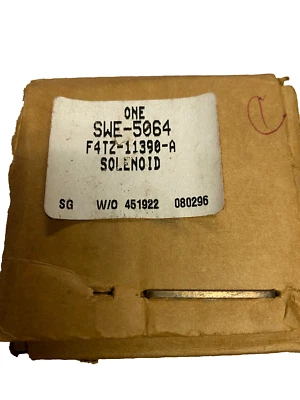 ONE
SWE-5064
F4TZ-11390-A
SOLENOID
SG W/O 451922 080296